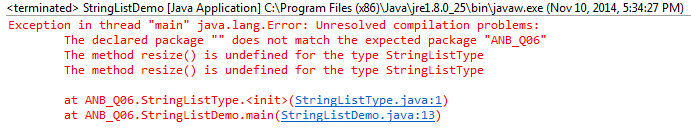 <terminated> StringListDemo [Java Application] C:\Program Files (x86)\Java\jre1.8.0_25\bin\javaw.exe (Nov 10, 2014, 5:34:27 PM)
Exception in thread "main" java.lang.Error: Unresolved compilation problems:
The declared package "" does not match the expected package "ANB_Q06"
The method resize() is undefined for the type StringListType
The method resize() is undefined for the type StringListType
at ANB_Q06.StringListType.<init>(StringListType.java:1)
at ANB_Q06.StringListDemo.main(StringListDemo.java:13)